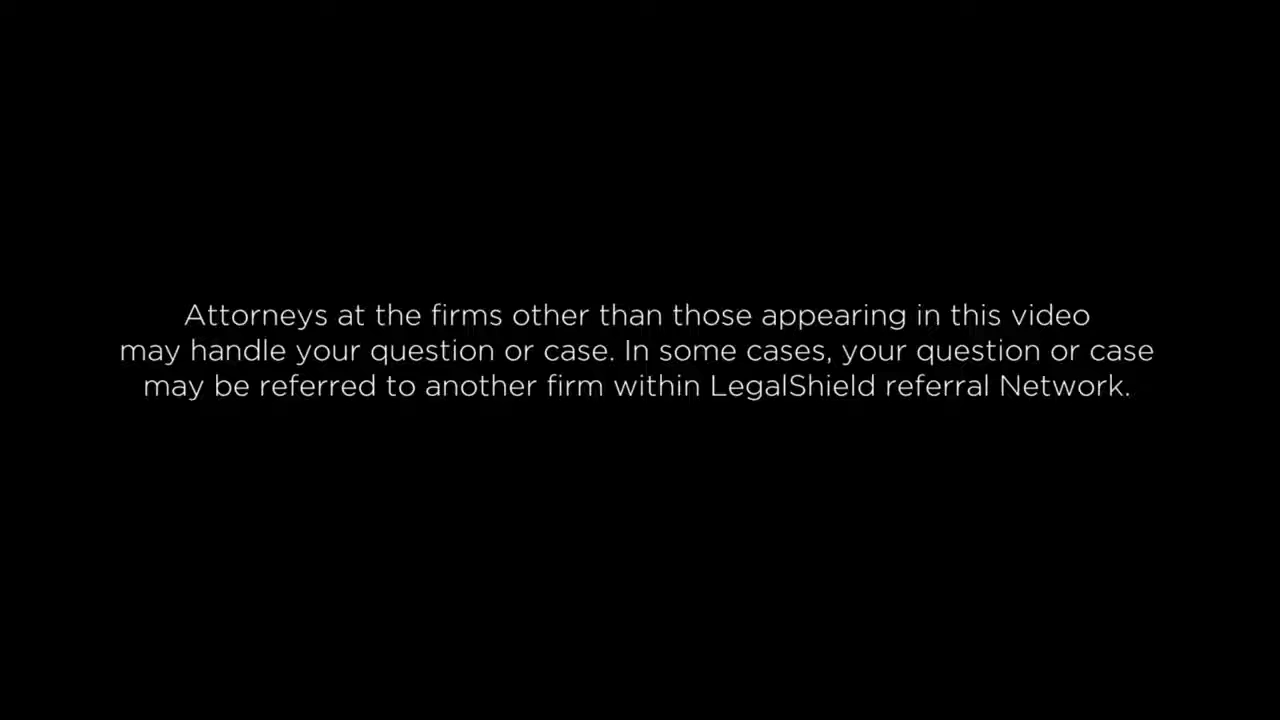 Attorneys at the firms other than those appearing in this video
may handle your question or case. In some cases, your question or case
may be referred to another firm within LegalShield referral Network.